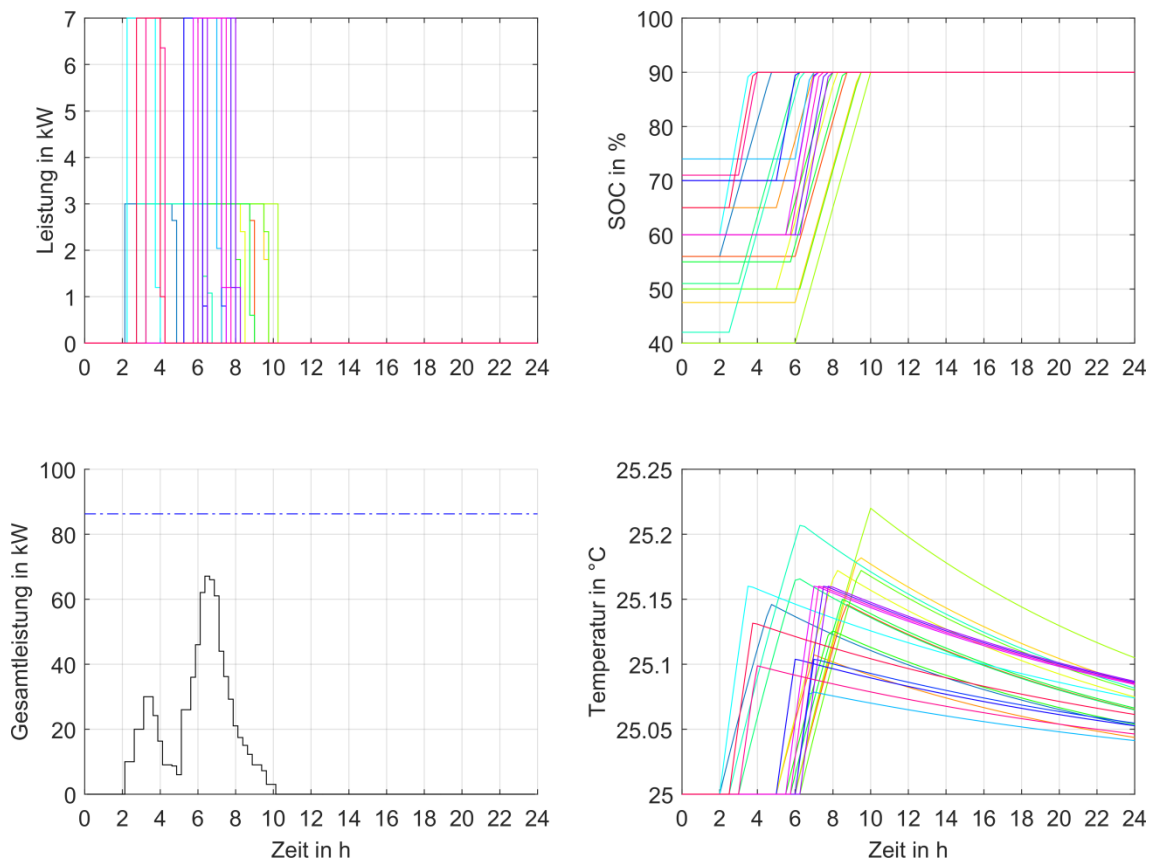 Leistung in kW
7
6
5
4
3
2
1
0
0 2 4 6 8 10 12 14 16 18 20 22 24
SOC in %
100
90
80
70
60
50
40
0 2 4 6 8 10 12 14 16 18 20 22 24
Gesamtleistung in kW
100
80
60
40
20
0
0 2 4 6 8 10 12 14 16 18 20 22 24
Zeit in h
Temperatur in °C
25.25
25.2
25.15
25.1
25.05
25
0 2 4 6 8 10 12 14 16 18 20 22 24
Zeit in h